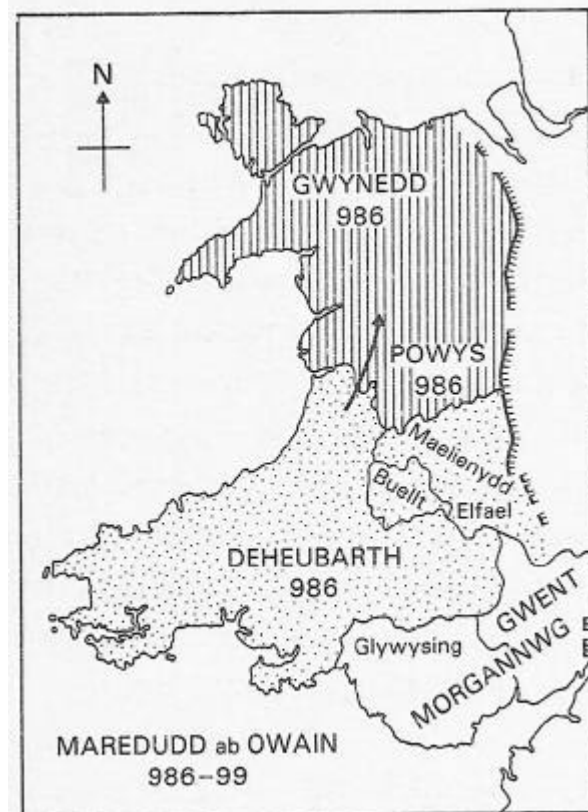 N
GWYNEDD
986
POWYS
986
Maelienydd
Buellt
Elfael
DEHEUBARTH
986
GWENT
Glywysing
MORGANNWG
MAREDUDD ab OWAIN
986-99